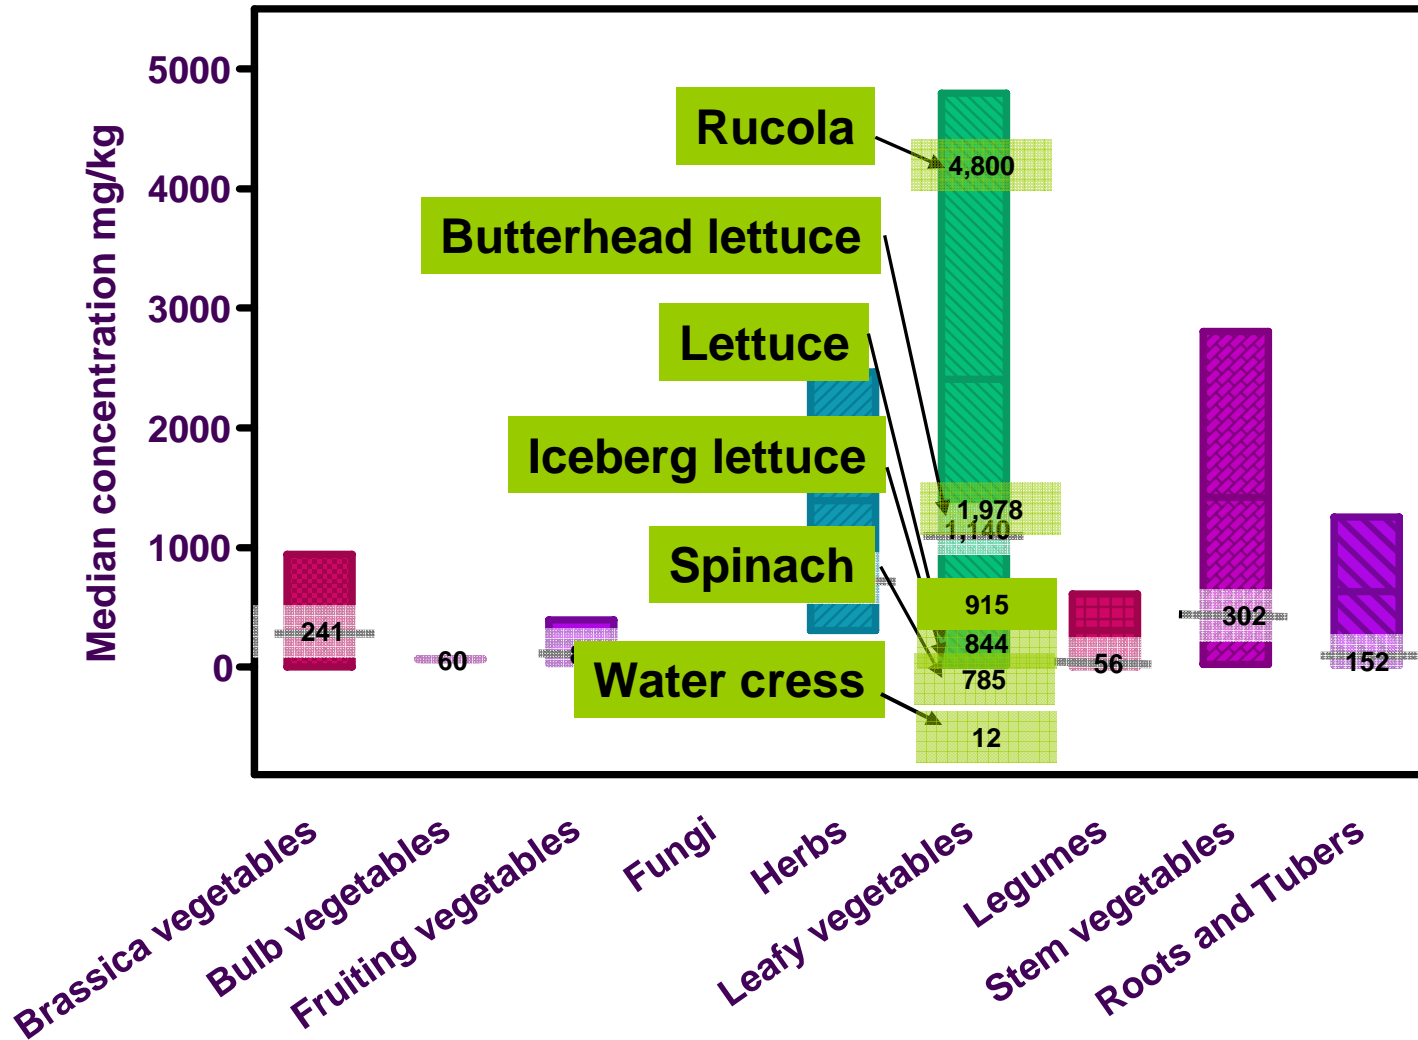 Median concentration mg/kg
5000
4000
3000
2000
1000
0
Rucola
4,800
Butterhead lettuce
1,978
1,140
Lettuce
915
Iceberg lettuce
844
Spinach
785
Water cress
12
241
60
56
302
152
Brassica vegetables
Bulb vegetables
Fruiting vegetables
Fungi
Herbs
Leafy vegetables
Legumes
Stem vegetables
Roots and Tubers